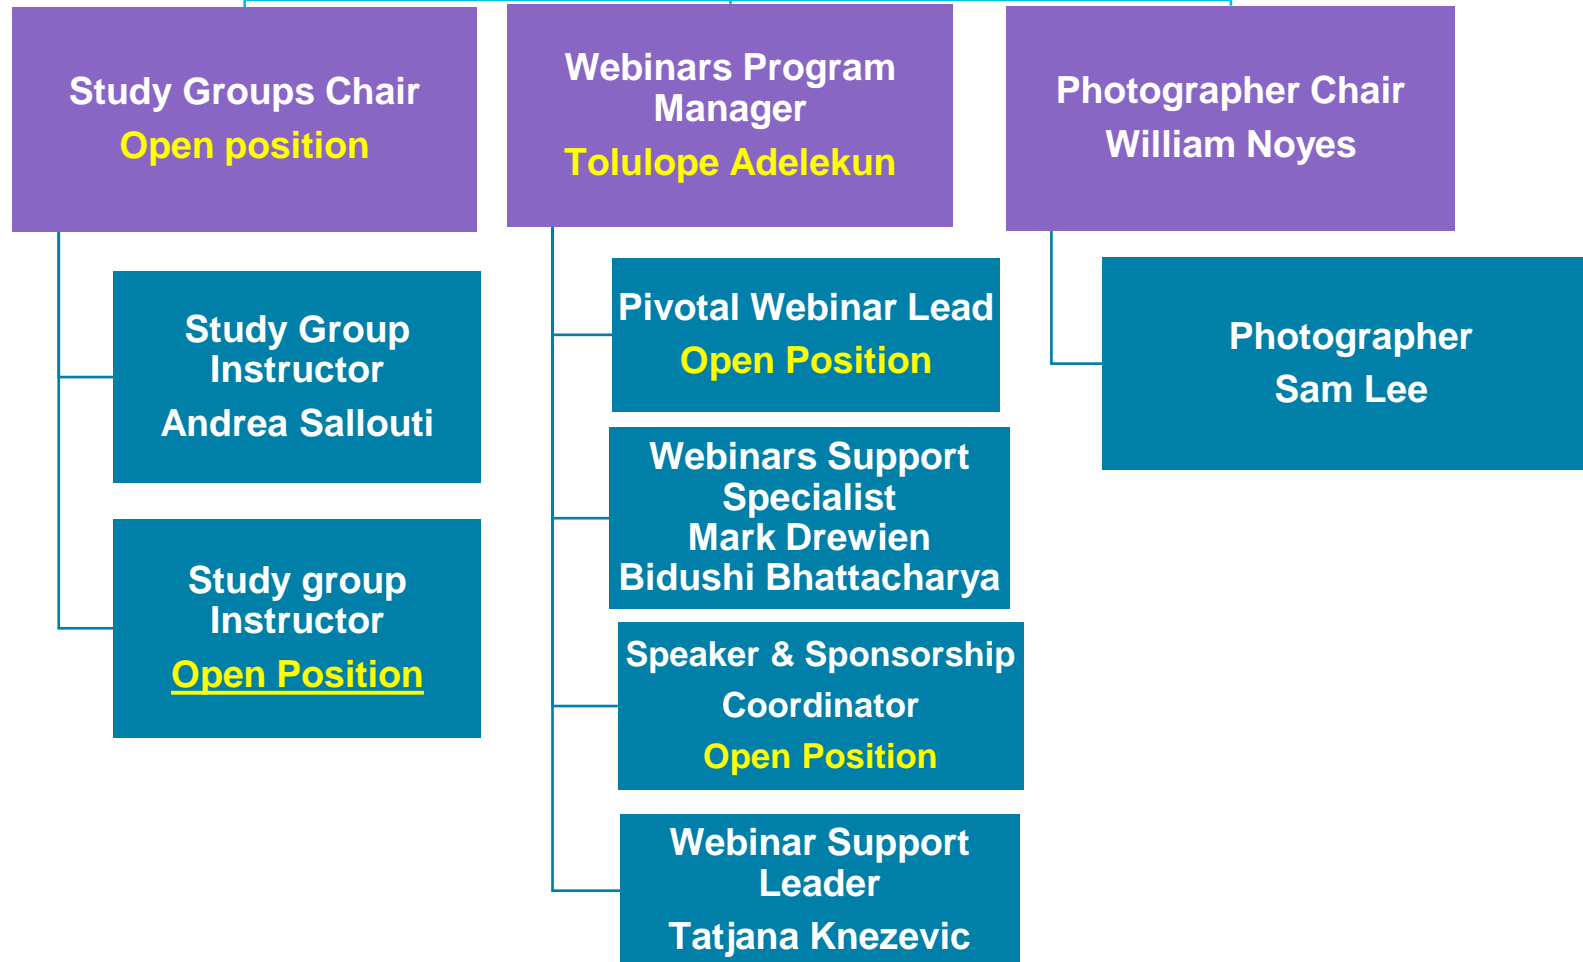 Study Groups Chair
Open position
Webinars Program
Manager
Tolulope Adelekun
Photographer Chair
William Noyes
Study Group
Instructor
Andrea Sallouti
Study group
Instructor
Open Position
Pivotal Webinar Lead
Open Position
Webinars Support
Specialist
Mark Drewien
Bidushi Bhattacharya
Speaker & Sponsorship
Coordinator
Open Position
Webinar Support
Leader
Tatjana Knezevic
Photographer
Sam Lee